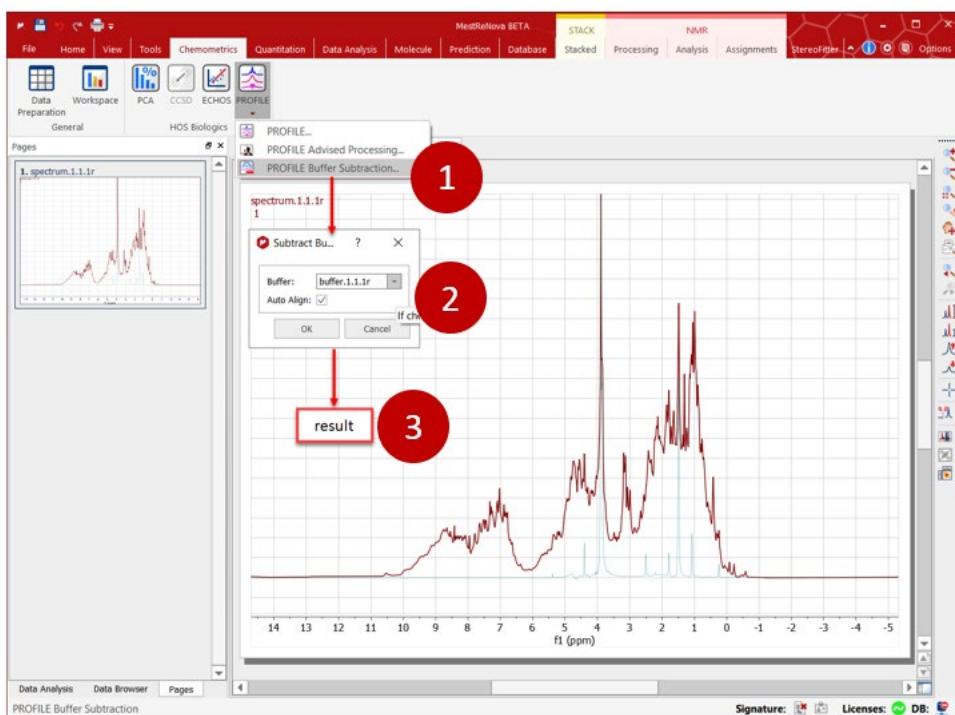 MestReNova BETA
STACK
NMR
File Home View Tools Chemometrics Quantitation Data Analysis Molecule Prediction Database Stacked Processing Analysis Assignments StereoFitter Options
Data Preparation
Workspace
PCA
CCSD
ECHOS
PROFILE
General
HOS Biologics
Pages
PROFILE...
PROFILE Advised Processing...
PROFILE Buffer Subtraction...
1
1. spectrum.1.1.1r
spectrum.1.1.1r
1
Subtract Bu... ?
Buffer: buffer.1.1.1r
Auto Align:
2
If che
OK Cancel
result
3
14 13 12 11 10 9 8 7 6 5 4 3 2 1 0 -1 -2 -3 -4 -5
f1 (ppm)
Data Analysis Data Browser Pages
PROFILE Buffer Subtraction
Signature: Licenses: DB: